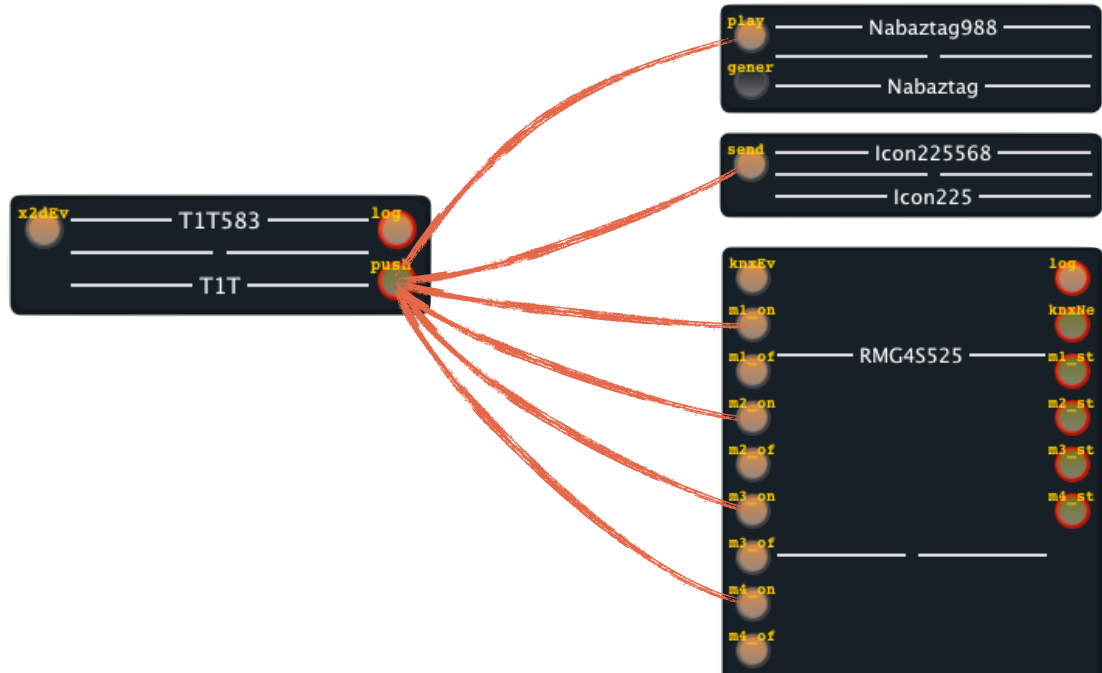 play
Nabaztag988
gener
Nabaztag
send
Icon225568
Icon225
x2dEv
T1T583
log
push
T1T
knxEv
log
m1_on
knxNe
m1_of
RMG4S525
m1_st
m2_on
m2_st
m2_of
m3_st
m3_on
m4_st
m3_of
m4_on
m4_of